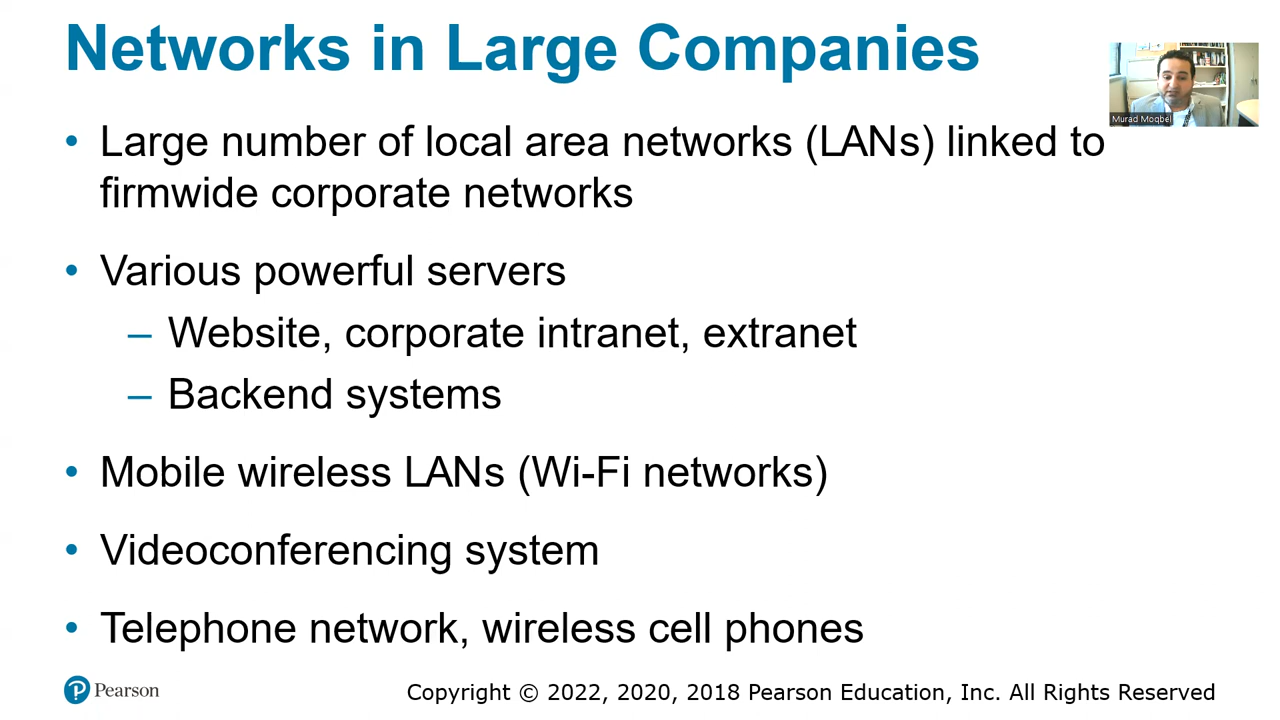 Networks in Large Companies
Murad Moqbel
• Large number of local area networks (LANs) linked to
firmwide corporate networks
• Various powerful servers
– Website, corporate intranet, extranet
– Backend systems
• Mobile wireless LANs (Wi-Fi networks)
• Videoconferencing system
• Telephone network, wireless cell phones
P Pearson
Copyright © 2022, 2020, 2018 Pearson Education, Inc. All Rights Reserved